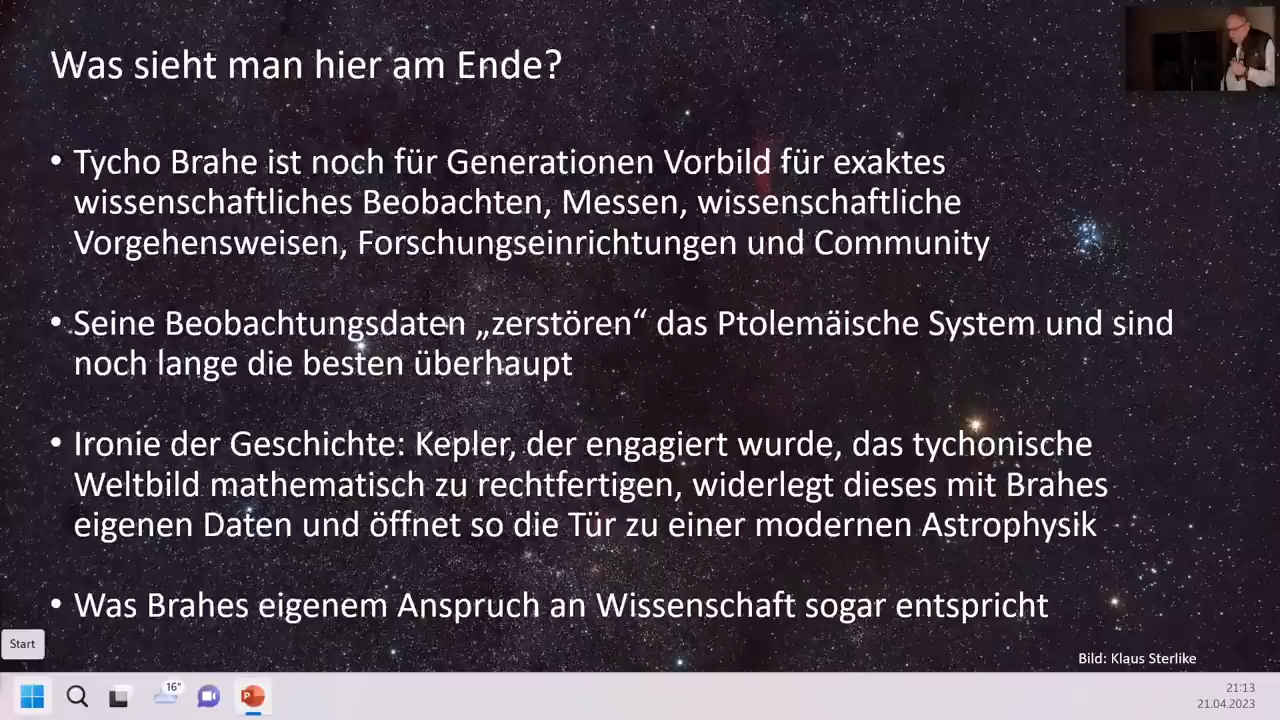 Was sieht man hier am Ende?
• Tycho Brahe ist noch für Generationen Vorbild für exaktes
wissenschaftliches Beobachten, Messen, wissenschaftliche
Vorgehensweisen, Forschungseinrichtungen und Community
• Seine Beobachtungsdaten „zerstören“ das Ptolemäische System und sind
noch lange die besten überhaupt
• Ironie der Geschichte: Kepler, der engagiert wurde, das tychonische
Weltbild mathematisch zu rechtfertigen, widerlegt dieses mit Brahes
eigenen Daten und öffnet so die Tür zu einer modernen Astrophysik
• Was Brahes eigenem Anspruch an Wissenschaft sogar entspricht
Start
Bild: Klaus Sterlike
16°
P
21:13
21.04.2023